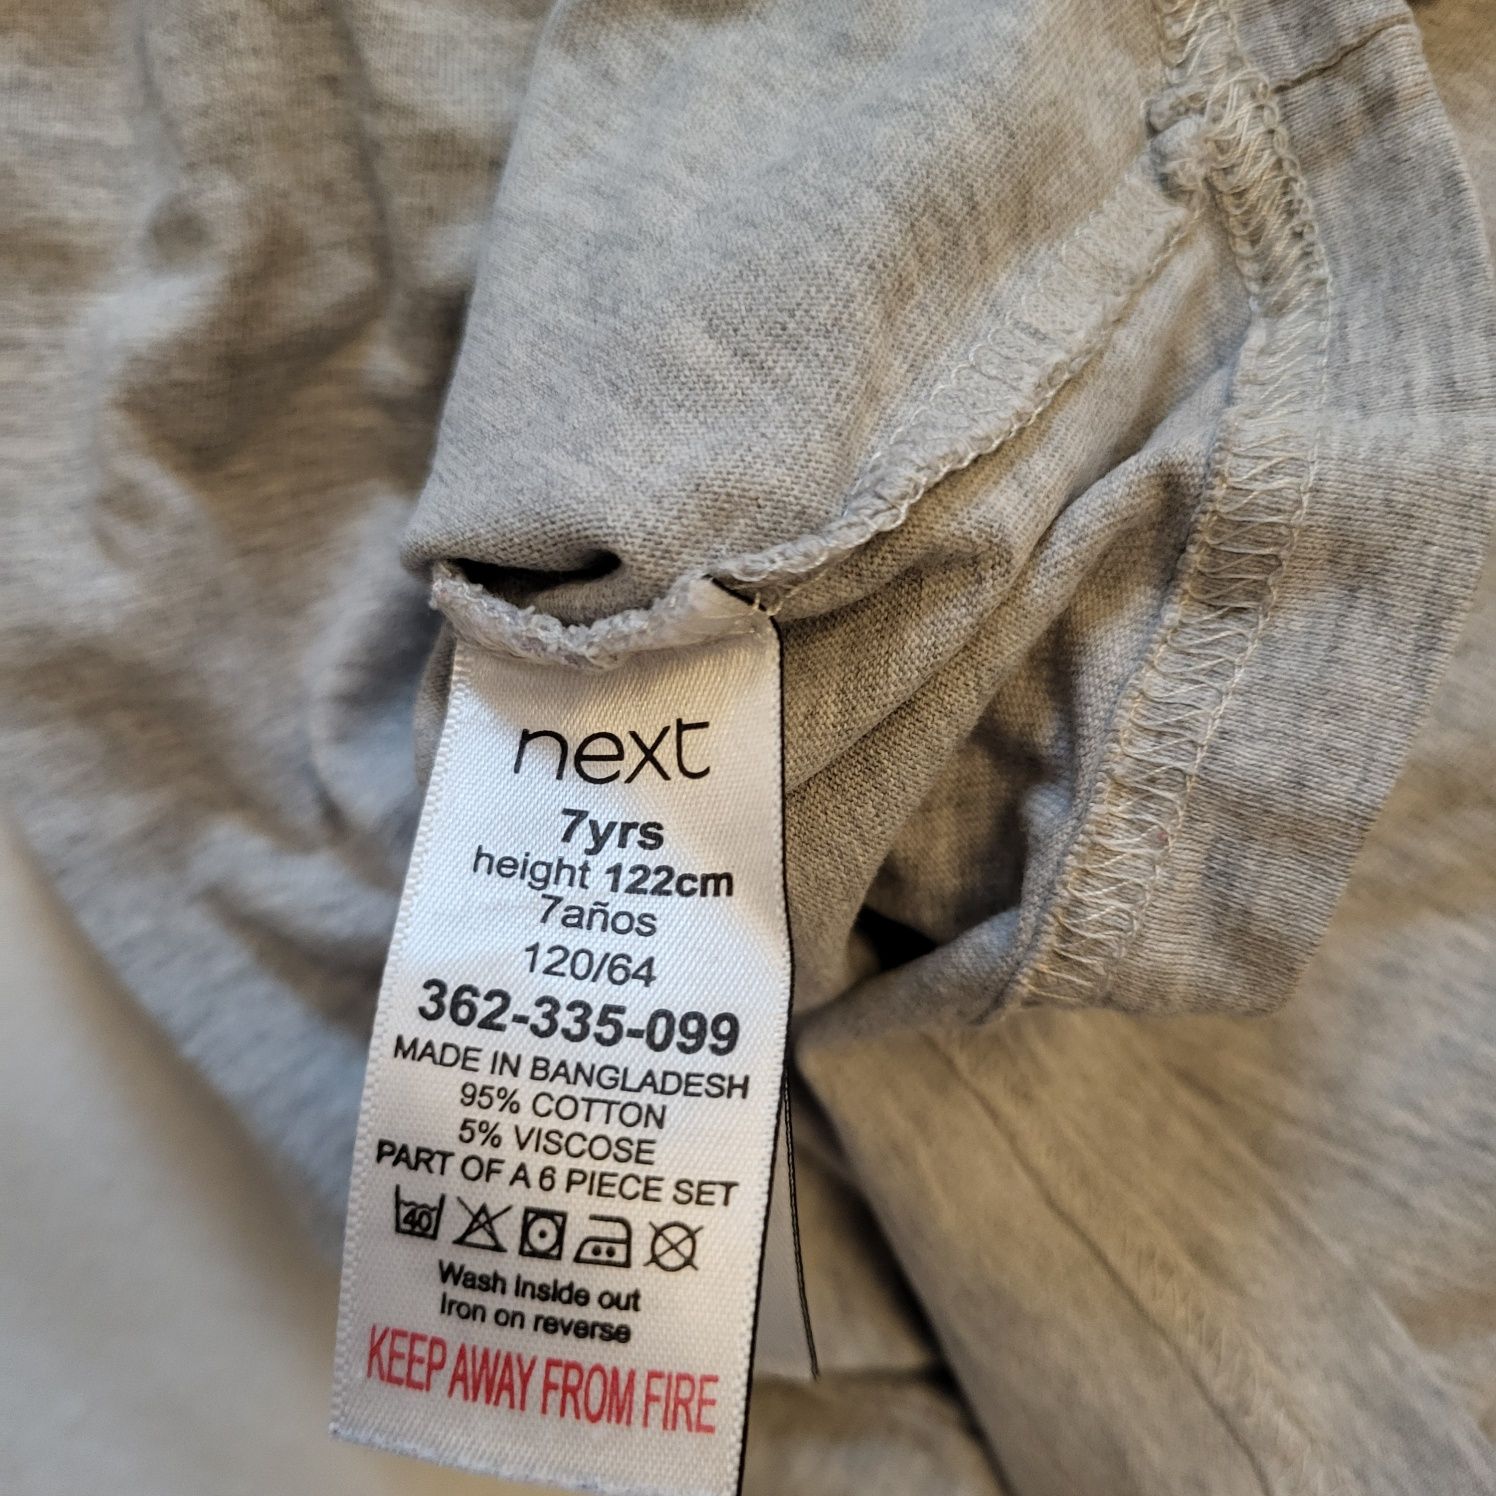 next
7yrs
height 122cm
7años
120/64
362-335-099
MADE IN BANGLADESH
95% COTTON
5% VISCOSE
PART OF A 6 PIECE SET
40
Wash Inside out
Iron on reverse
KEEP AWAY FROM FIRE